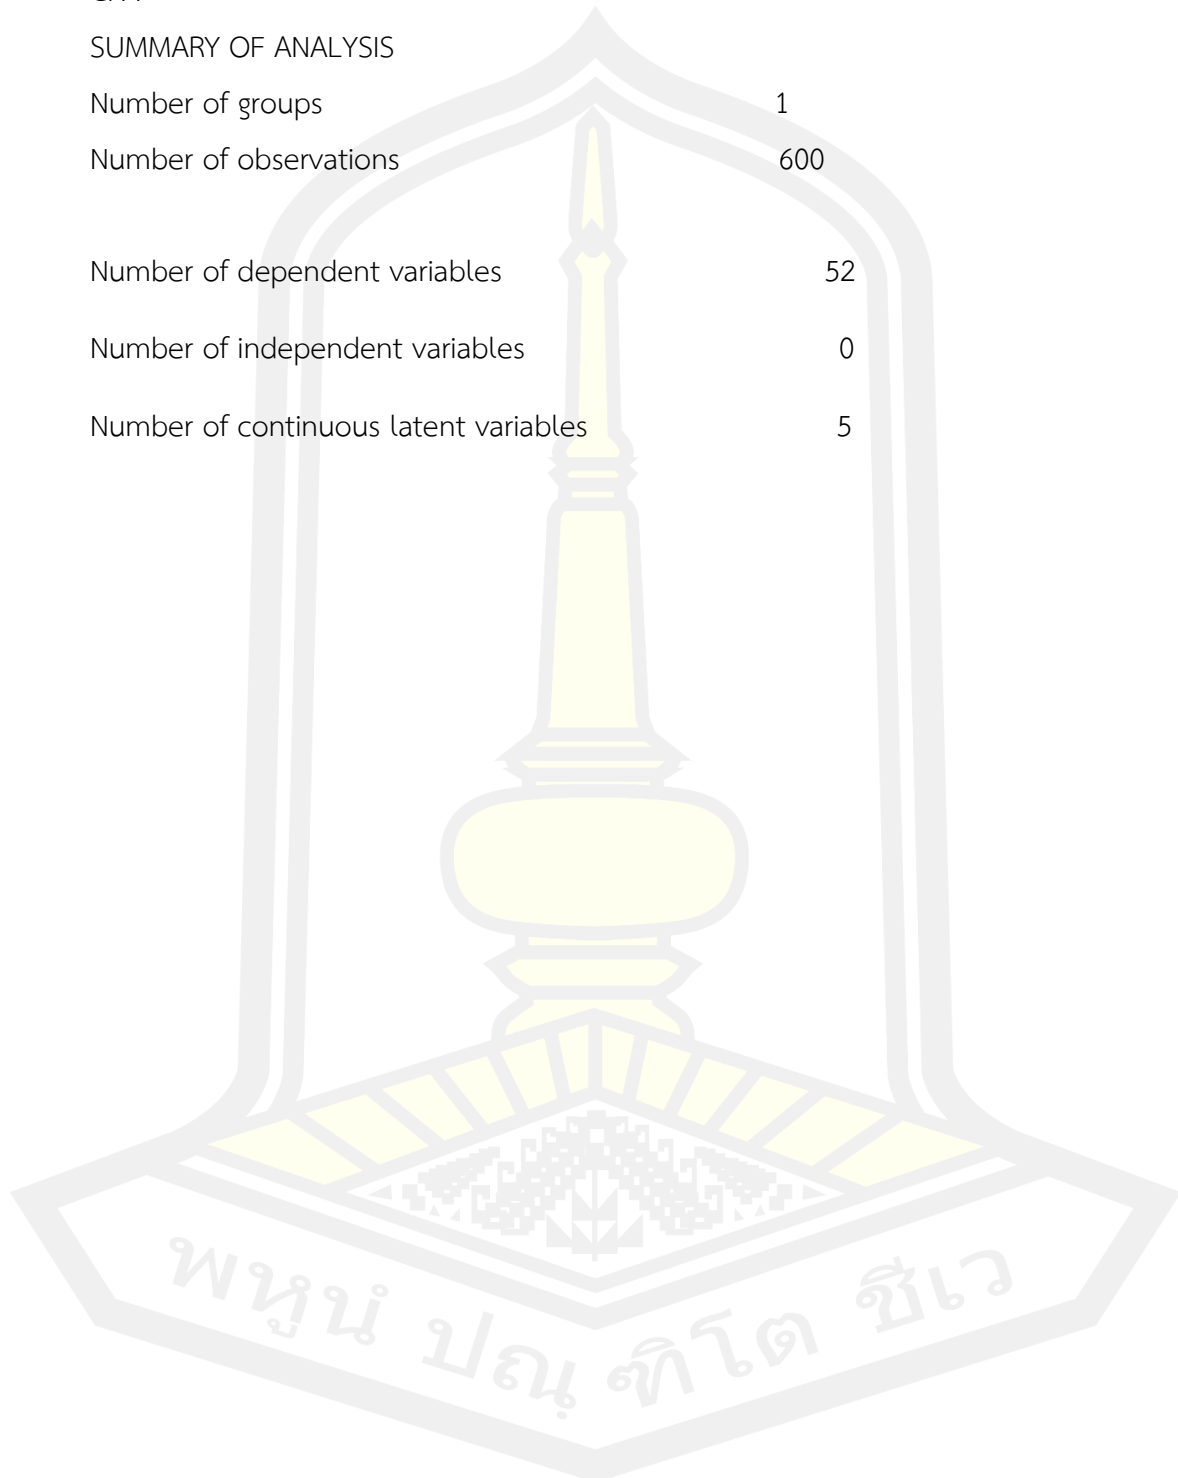 SUMMARY OF ANALYSIS
Number of groups 1
Number of observations 600
Number of dependent variables 52
Number of independent variables 0
Number of continuous latent variables 5
พหูนํ ปณฺฑิโต ชีเว